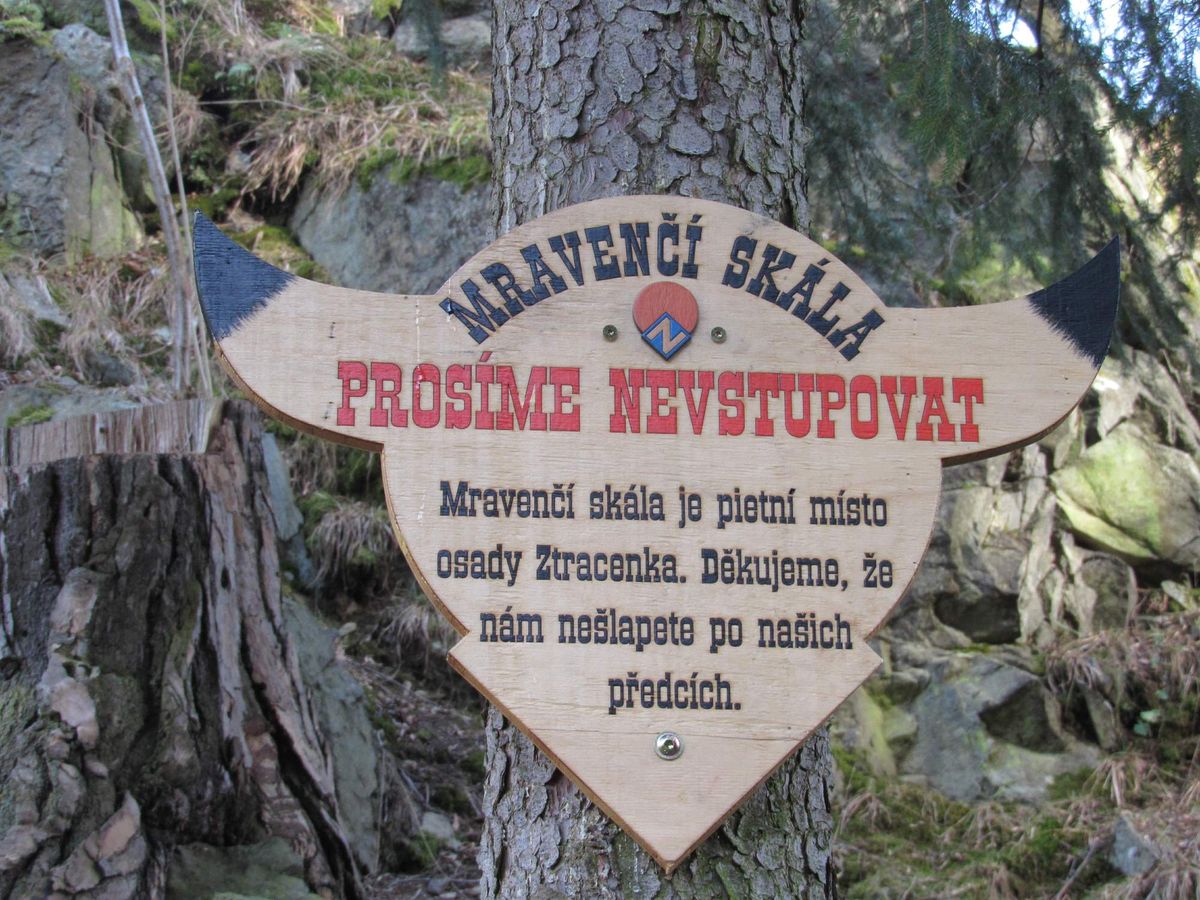 MRAVENČÍ SKÁLA
N
PROSÍME NEVSTUPOVAT
Mravenčí skála je pietní místo
osady Ztracenka. Děkujeme, že
nám nešlapete po našich
předcích.